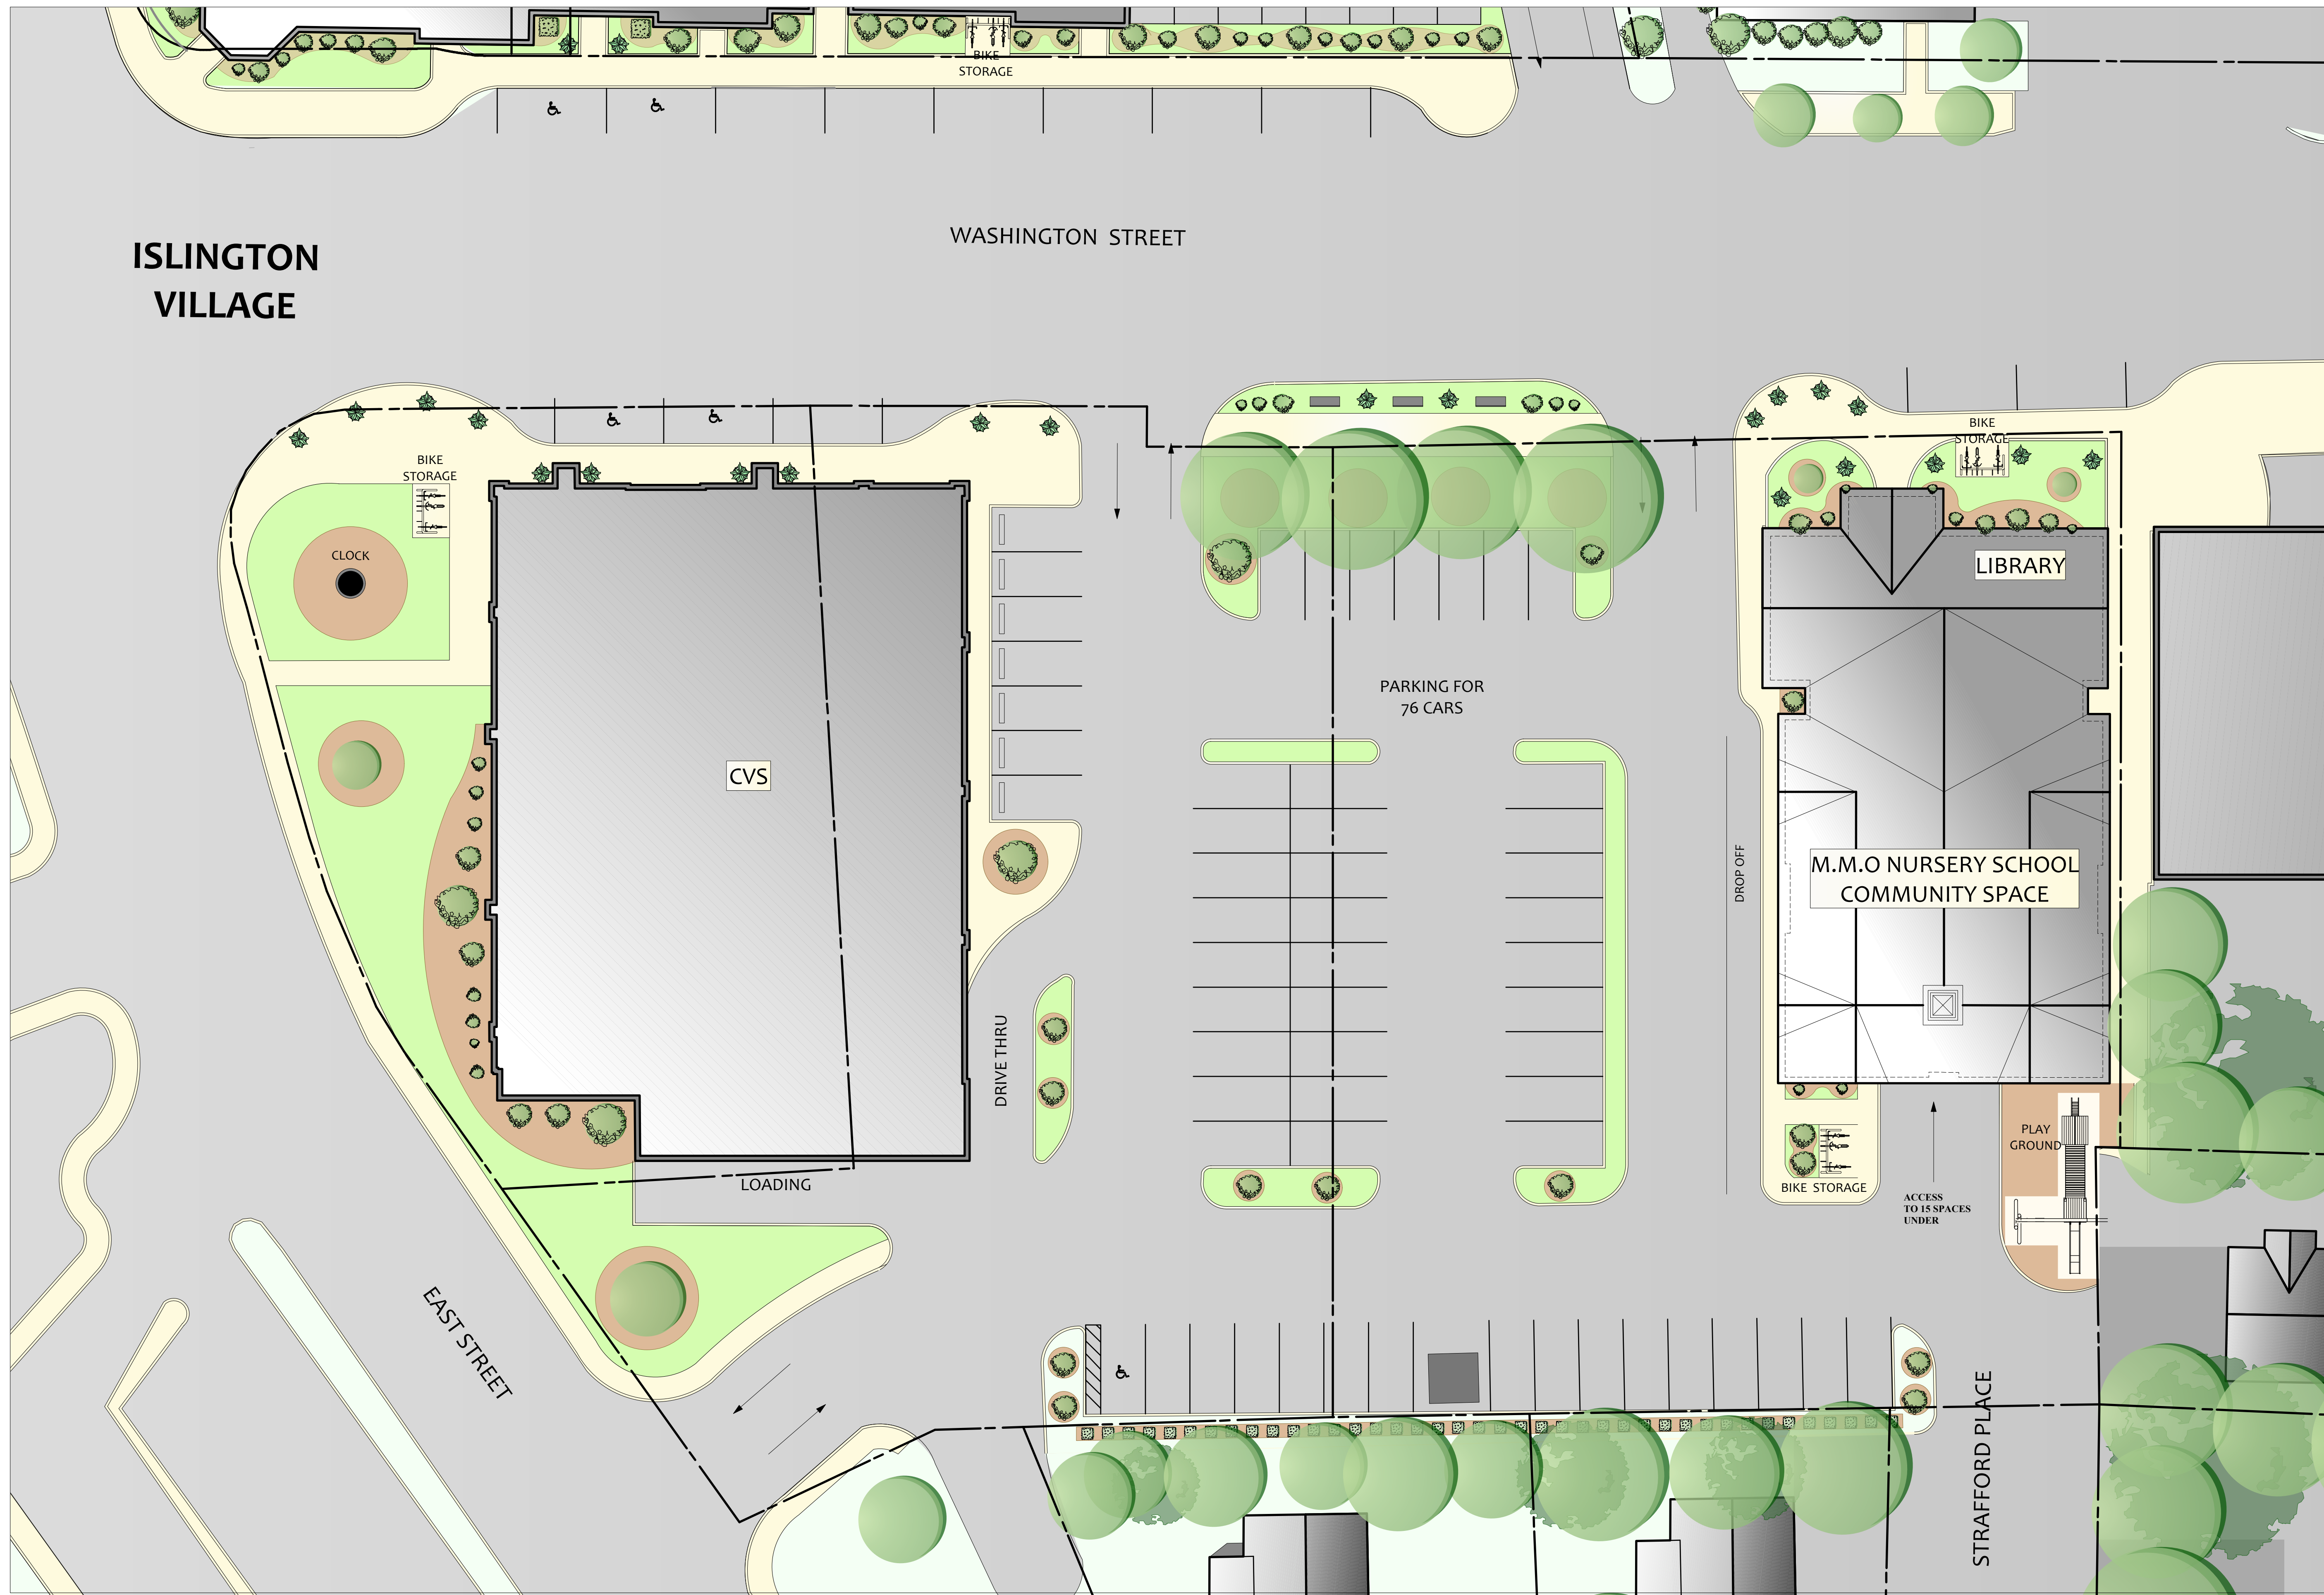 BIKE
STORAGE
ISLINGTON
VILLAGE
WASHINGTON STREET
BIKE
STORAGE
BIKE
STORAGE
CLOCK
LIBRARY
PARKING FOR
76 CARS
CVS
DROP OFF
M.M.O NURSERY SCHOOL
COMMUNITY SPACE
DRIVE THRU
PLAY
GROUND
LOADING
BIKE STORAGE
ACCESS
TO 15 SPACES
UNDER
EAST STREET
STRAFFORD PLACE